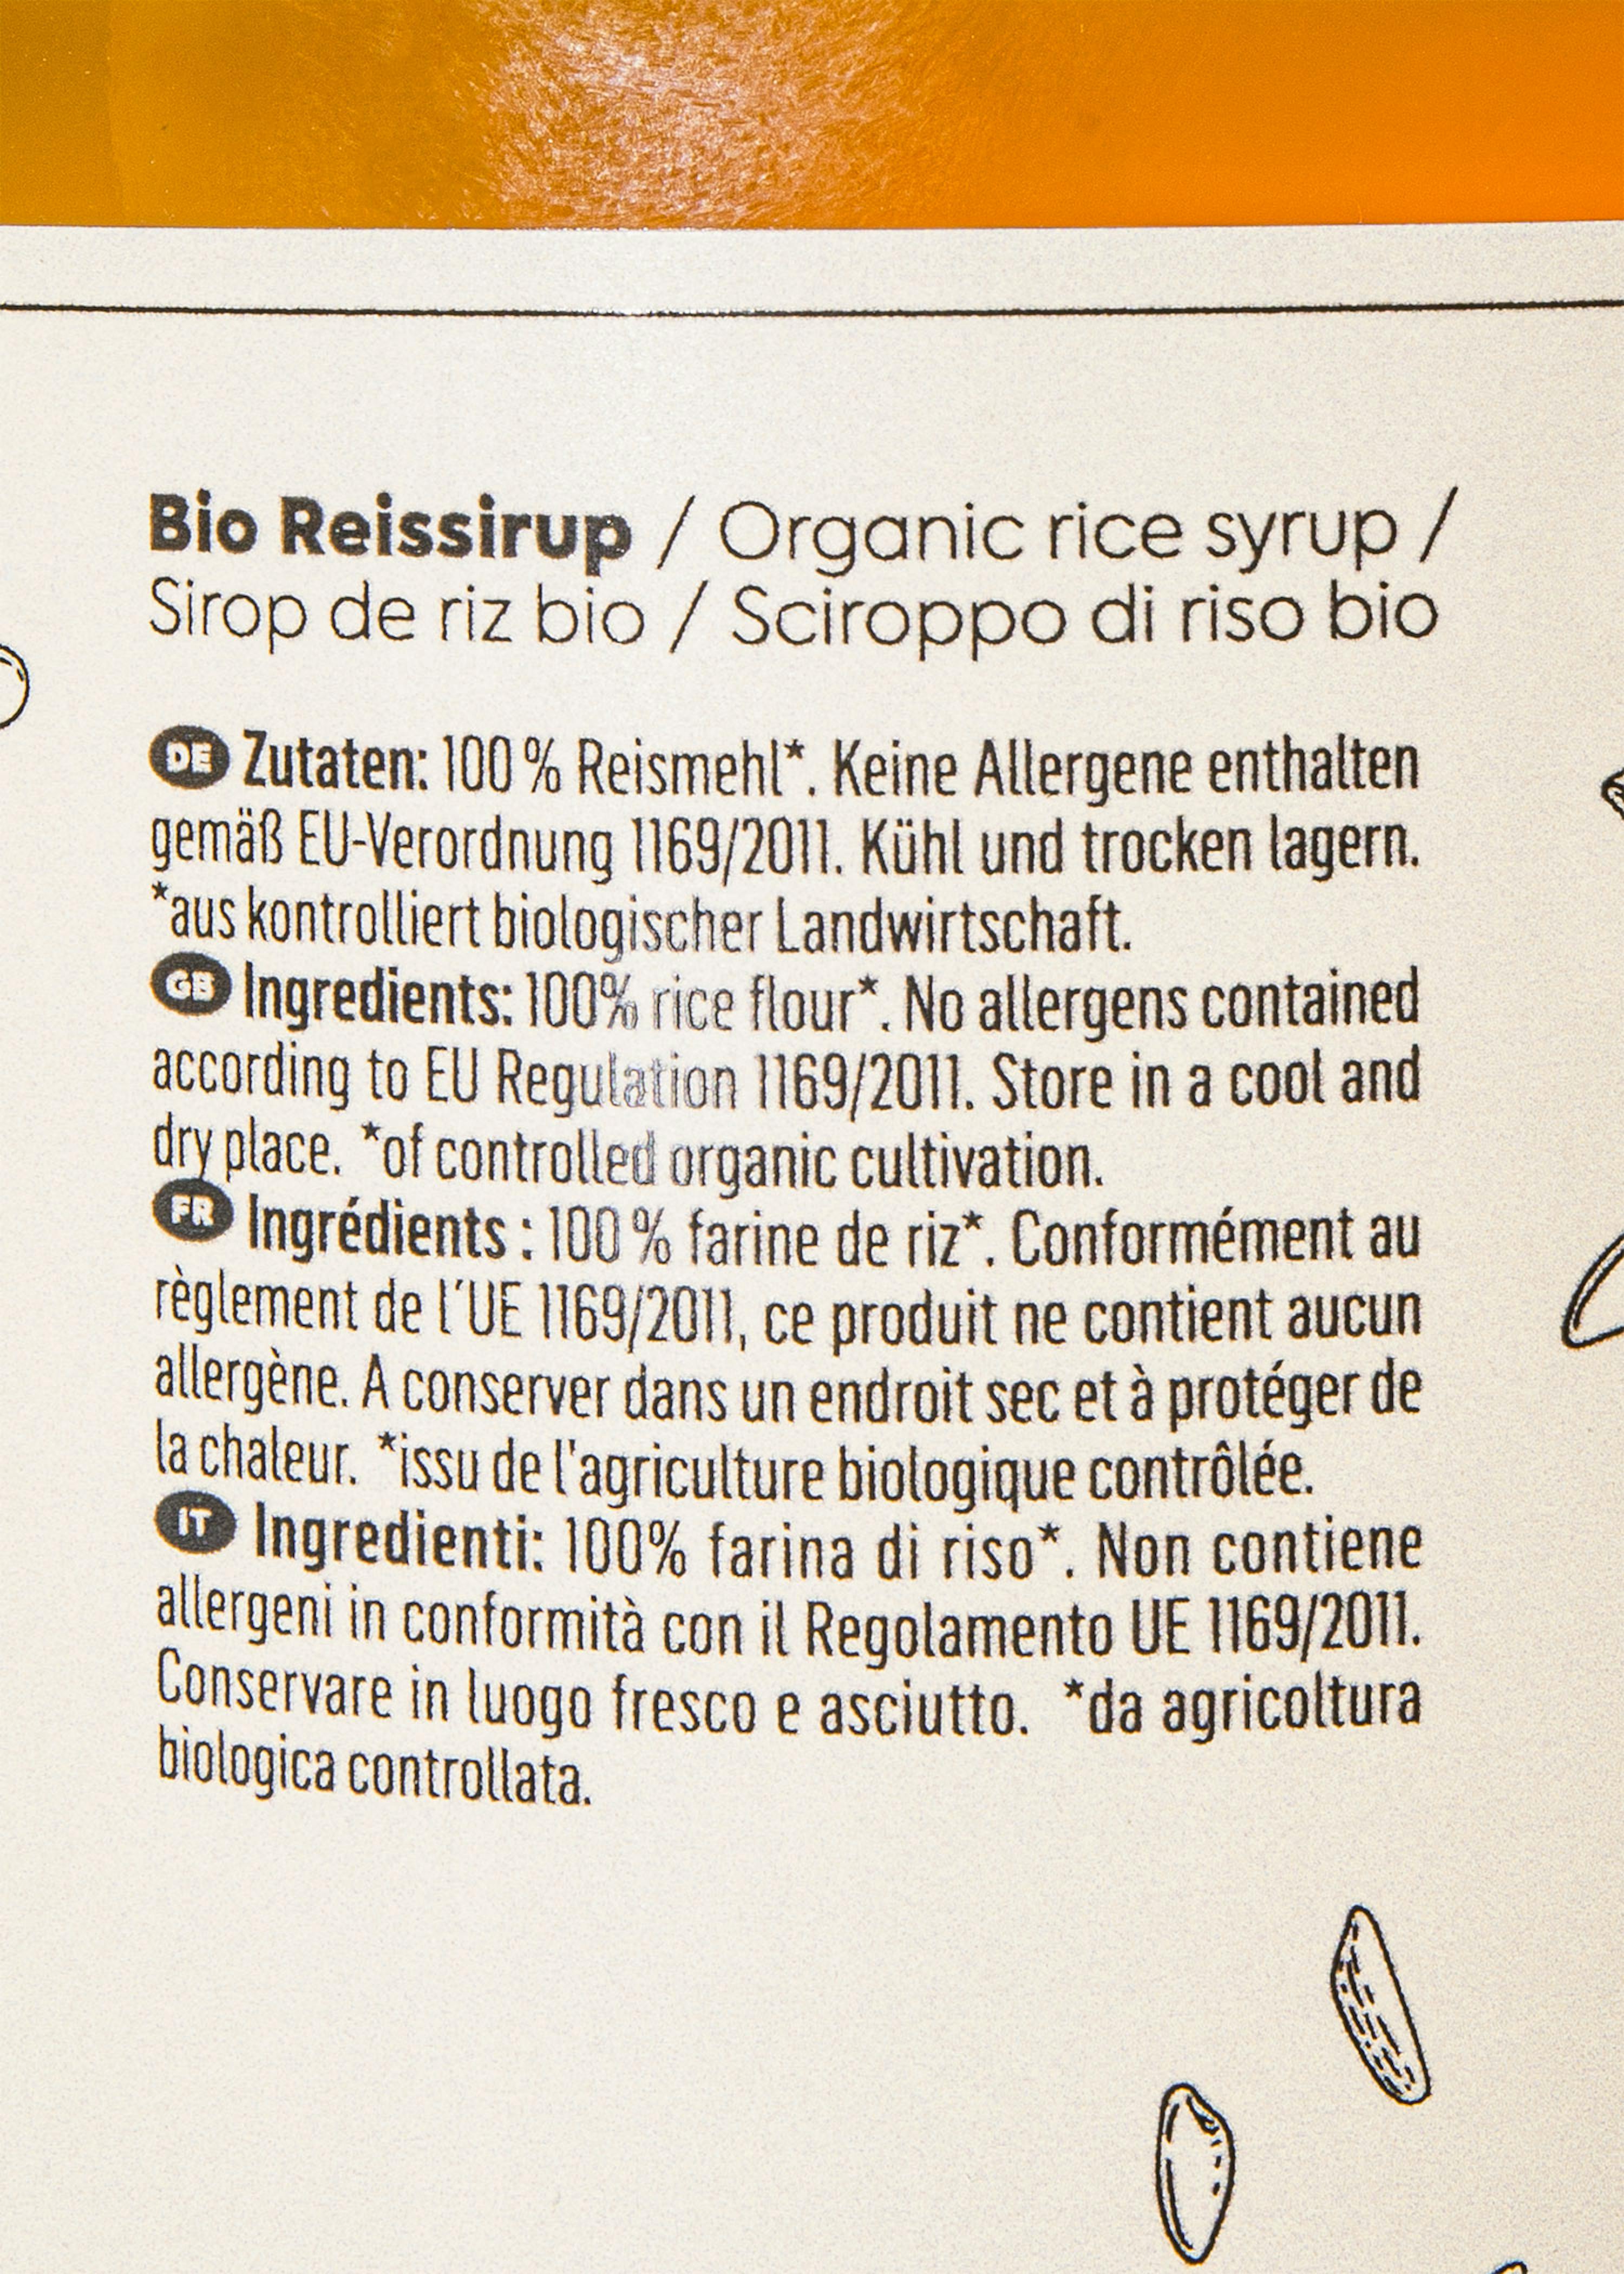 Bio Reissirup / Organic rice syrup /
Sirop de riz bio / Sciroppo di riso bio
DE Zutaten: 100 % Reismehl*. Keine Allergene enthalten
gemäß EU-Verordnung 1169/2011. Kühl und trocken lagern.
*aus kontrolliert biologischer Landwirtschaft.
GB Ingredients: 100% rice flour*. No allergens contained
according to EU Regulation 1169/2011. Store in a cool and
dry place. *of controlled organic cultivation.
FR Ingrédients : 100 % farine de riz*. Conformément au
règlement de l´UE 1169/2011, ce produit ne contient aucun
allergène. A conserver dans un endroit sec et à protéger de
la chaleur. *issu de l'agriculture biologique contrôlée.
IT Ingredienti: 100% farina di riso*. Non contiene
allergeni in conformità con il Regolamento UE 1169/2011.
Conservare in luogo fresco e asciutto. *da agricoltura
biologica controllata.